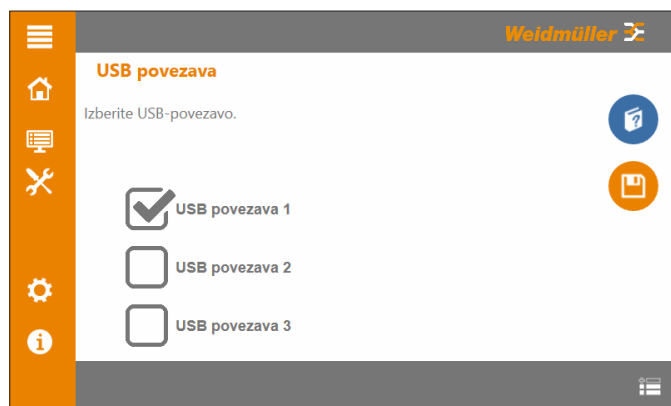 Weidmüller
USB povezava
Izberite USB-povezavo.
USB povezava 1
USB povezava 2
USB povezava 3